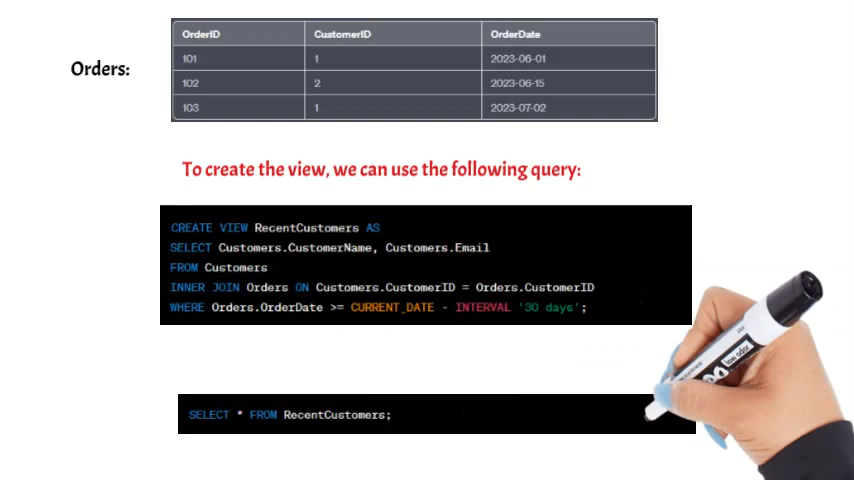 OrderID CustomerID OrderDate
Orders:
101 1 2023-06-01
102 2 2023-06-15
103 1 2023-07-02
To create the view, we can use the following query:
CREATE VIEW RecentCustomers AS
SELECT Customers.CustomerName, Customers.Email
FROM Customers
INNER JOIN Orders ON Customers.CustomerID = Orders.CustomerID
WHERE Orders.OrderDate >= CURRENT_DATE - INTERVAL '30 days';
SELECT * FROM RecentCustomers;